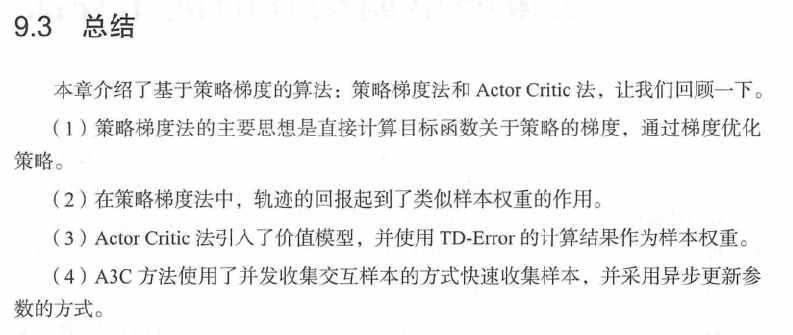 9.3 总结
本章介绍了基于策略梯度的算法：策略梯度法和 Actor Critic 法，让我们回顾一下。
（1）策略梯度法的主要思想是直接计算目标函数关于策略的梯度，通过梯度优化
策略。
（2）在策略梯度法中，轨迹的回报起到了类似样本权重的作用。
（3）Actor Critic 法引入了价值模型，并使用 TD-Error 的计算结果作为样本权重。
（4）A3C 方法使用了并发收集交互样本的方式快速收集样本，并采用异步更新参
数的方式。